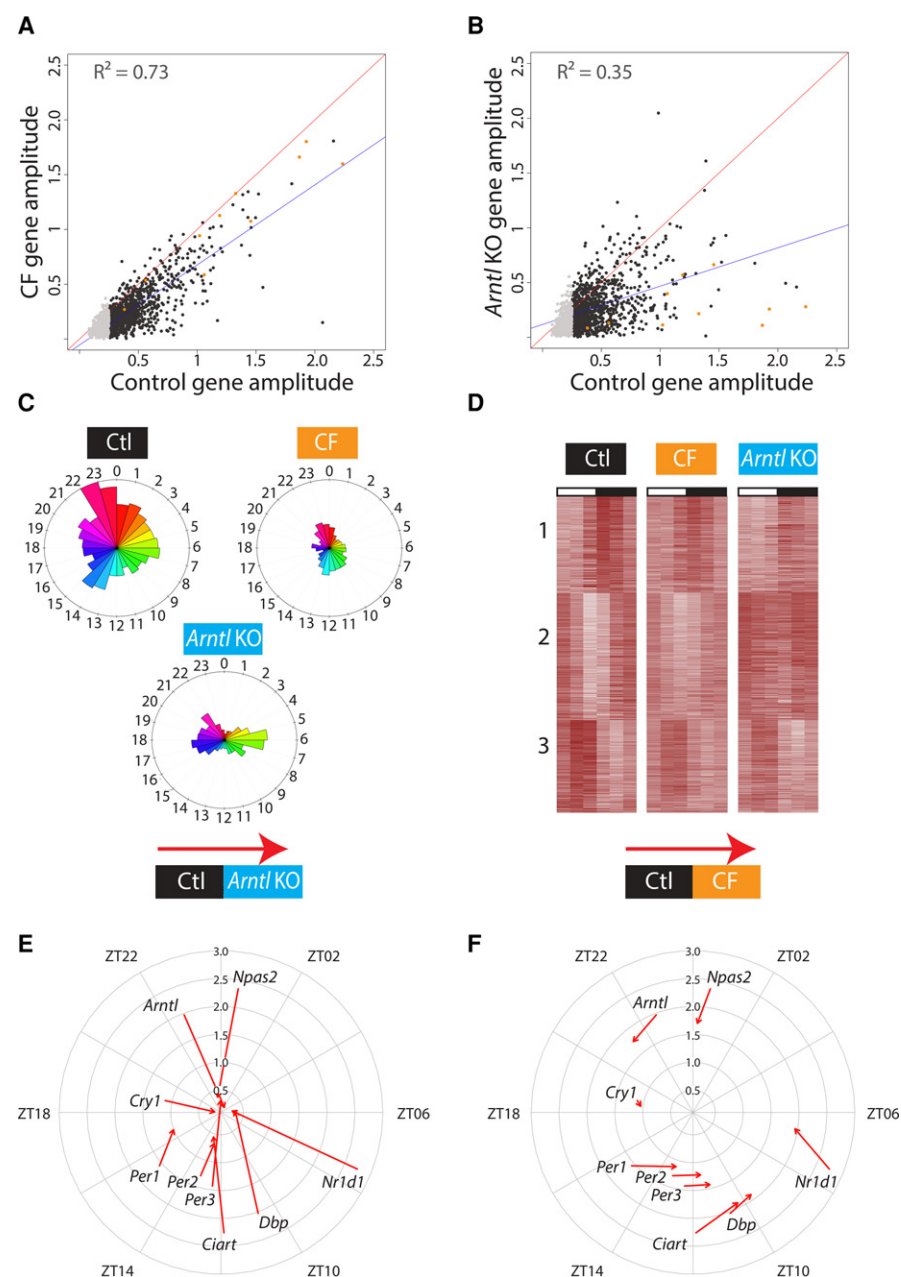 A
R² = 0.73
CF gene amplitude
2.5
2.0
1.5
1
0.5
0.5
1
1.5
2.0
2.5
Control gene amplitude
B
R² = 0.35
Arntl KO gene amplitude
2.5
2.0
1.5
1
0.5
0.5
1
1.5
2.0
2.5
Control gene amplitude
C
Ctl
0
1
2
3
4
5
6
7
8
9
10
11
12
13
14
15
16
17
18
19
20
21
22
23
CF
0
1
2
3
4
5
6
7
8
9
10
11
12
13
14
15
16
17
18
19
20
21
22
23
Arntl KO
0
1
2
3
4
5
6
7
8
9
10
11
12
13
14
15
16
17
18
19
20
21
22
23
D
Ctl
CF
Arntl KO
1
2
3
Ctl
Arntl KO
Ctl
CF
E
ZT22
ZT02
ZT18
ZT06
ZT14
ZT10
3.0
2.5
2.0
1.5
1.0
0.5
Npas2
Arntl
Cry1
Per1
Per2
Per3
Ciart
Dbp
Nr1d1
F
ZT22
ZT02
ZT18
ZT06
ZT14
ZT10
3.0
2.5
2.0
1.5
1.0
0.5
Npas2
Arntl
Cry1
Per1
Per2
Per3
Ciart
Dbp
Nr1d1